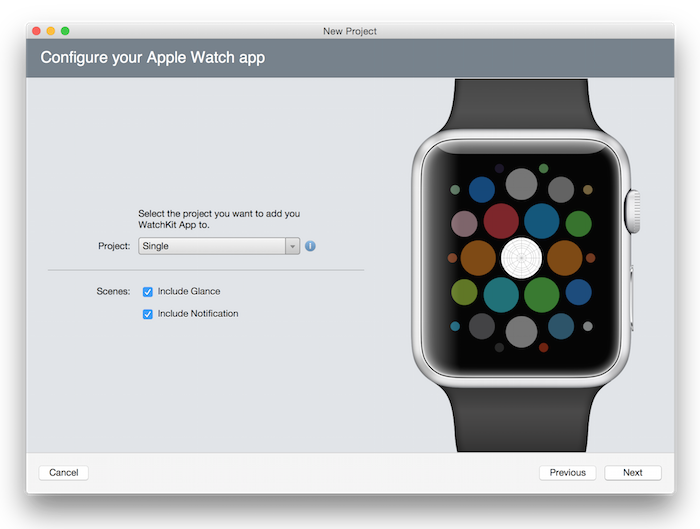 New Project
Configure your Apple Watch app
Select the project you want to add you
WatchKit App to.
Project: Single
Scenes: Include Glance
Include Notification
Cancel Previous Next